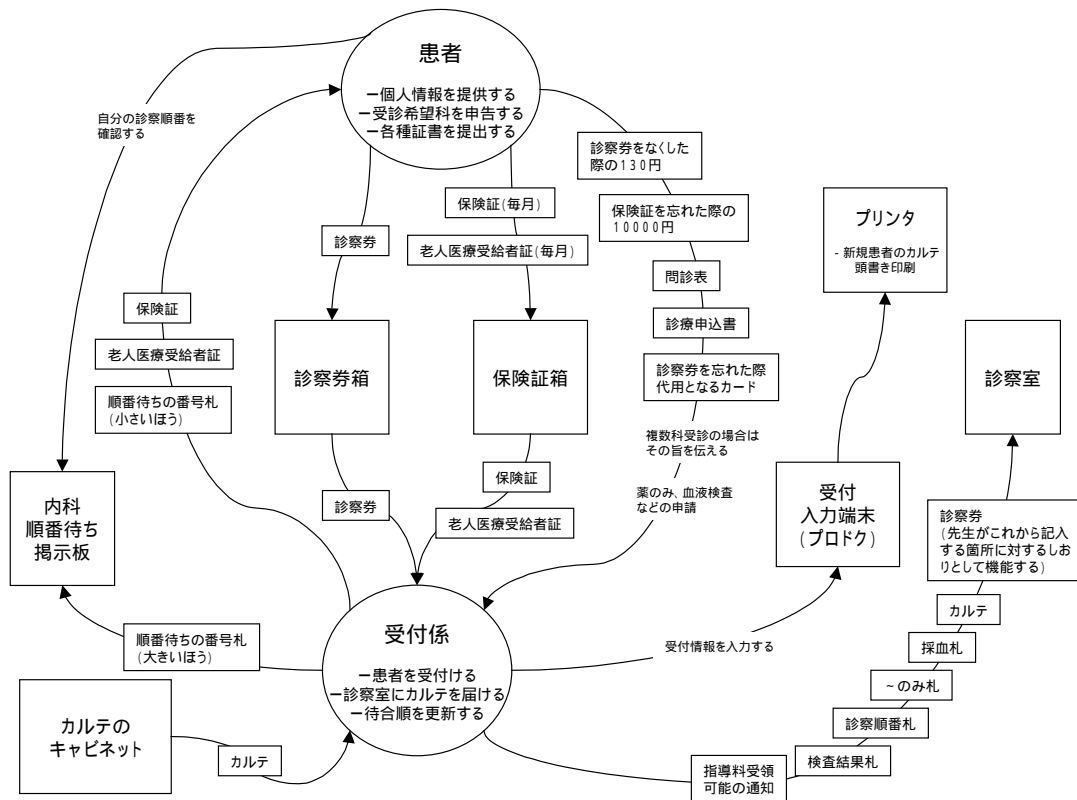 患者
ー個人情報を提供する
ー受診希望科を申告する
ー各種証書を提出する
自分の診察順番を
確認する
診察券をなくした
際の130円
保険証(毎月)
保険証を忘れた際の
10000円
プリンタ
- 新規患者のカルテ
頭書き印刷
診察券
老人医療受給者証(毎月)
問診表
保険証
診療申込書
老人医療受給者証
診察券箱
保険証箱
診察券を忘れた際
代用となるカード
診察室
順番待ちの番号札
(小さいほう)
複数科受診の場合は
その旨を伝える
保険証
薬のみ、血液検査
などの申請
受付
入力端末
(プロドク)
内科
順番待ち
掲示板
診察券
老人医療受給者証
診察券
(先生がこれから記入
する箇所に対するしお
りとして機能する)
カルテ
受付係
ー患者を受付ける
ー診察室にカルテを届ける
ー待合順を更新する
順番待ちの番号札
(大きいほう)
受付情報を入力する
採血札
~のみ札
カルテの
キャビネット
診察順番札
カルテ
検査結果札
指導料受領
可能の通知